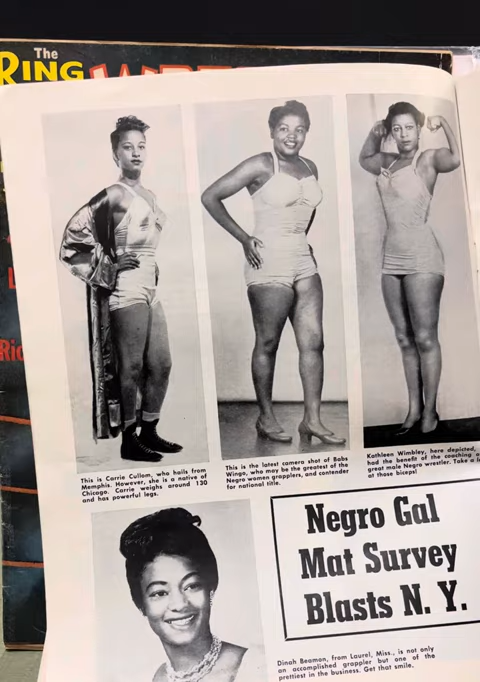 The
RING
This is Carrie Cullom, who hails from
Memphis. However, she is a native of
Chicago. Carrie weighs around 130
and has powerful legs.
This is the latest camera shot of Babs
Wingo, who may be the greatest of the
Negro women grapplers, and contender
for national title.
Kathleen Wimbley, here depicted,
had the benefit of the coaching
great male Negro wrestler. Take a
at those biceps!
Negro Gal
Mat Survey
Blasts N. Y.
Dinah Beamon, from Laurel, Miss., is not only
an accomplished grappler but one of the
prettiest in the business. Get that smile.